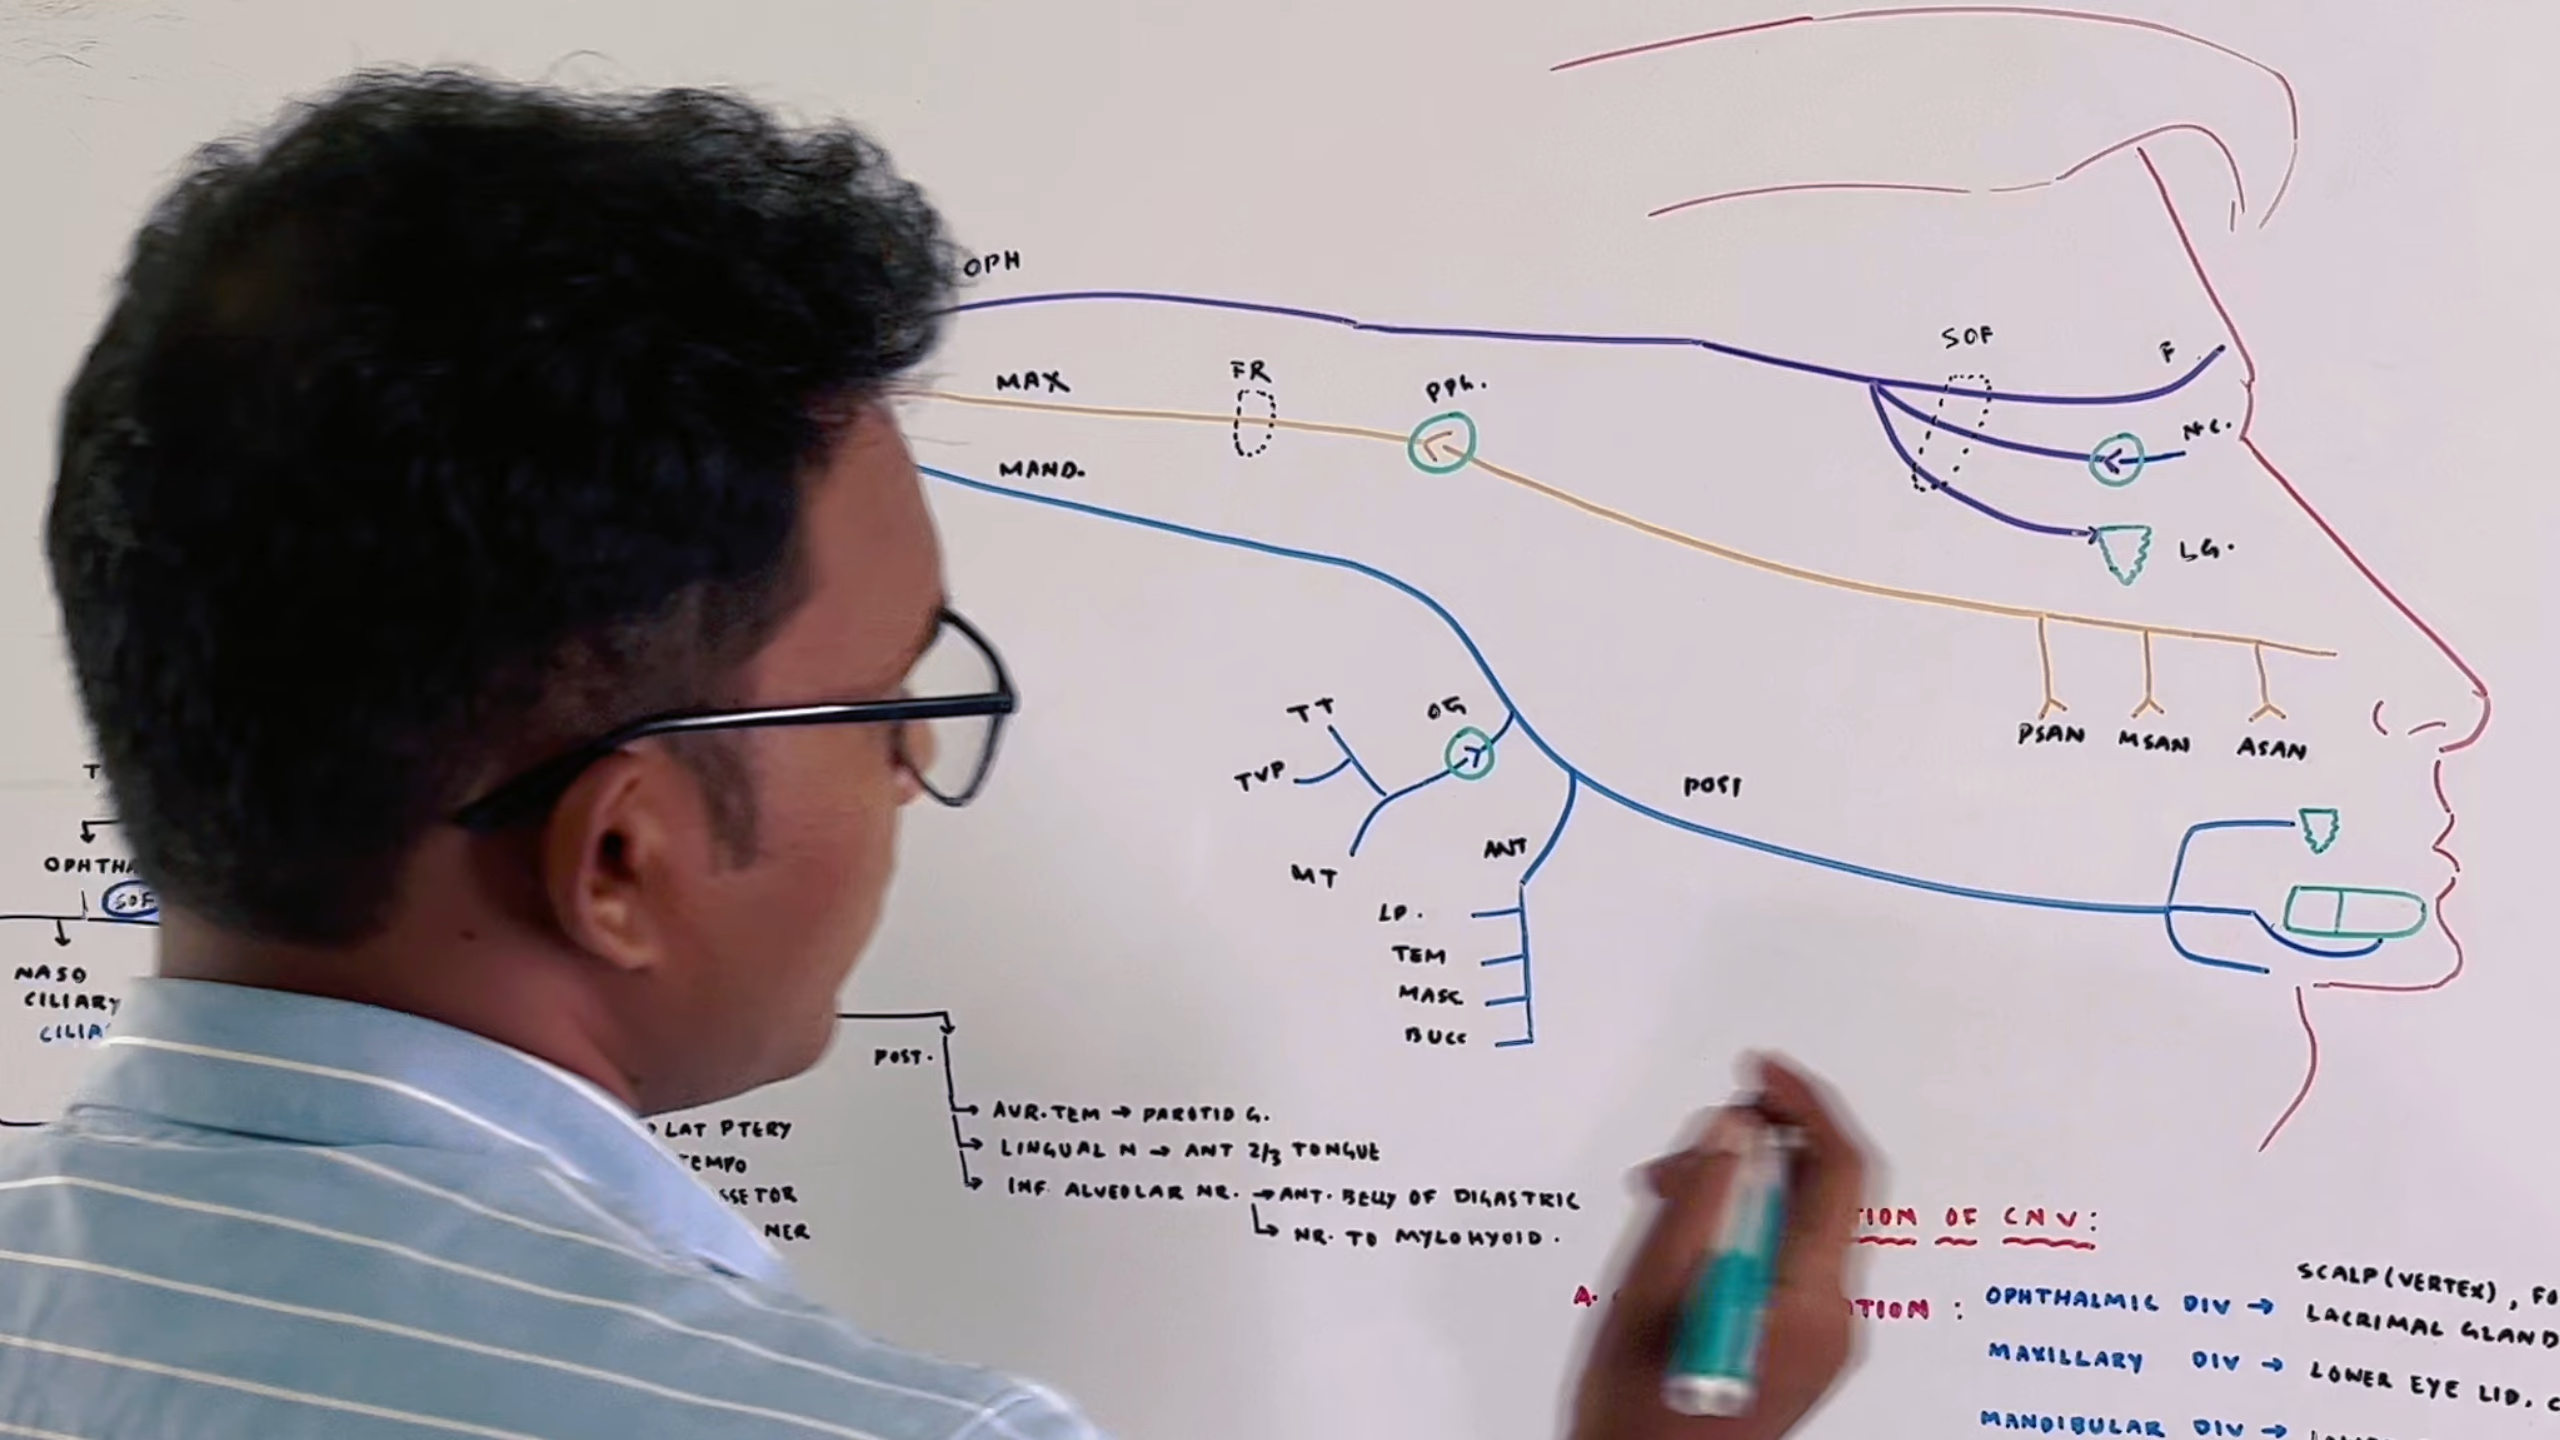 OPH
SOF
F
FR
MAX
PPG.
N C.
MAND.
LG.
TT
OG
TVP
PSAN MSAN ASAN
POST
MT
ANT
LP.
TEM
MASC
BUCC
T
OPHTHA
SOF
NASO
CILIARY
CILIA
POST.
AUR.TEM → PAROTID G.
LINGUAL N → ANT 2/3 TONGUE
INF. ALVEOLAR NR. → ANT. BELLY OF DIGASTRIC
↳ NR. TO MYLOHYOID.
LAT PTERY
TEMPO
SSETOR
NER
TION OF CNV:
A. TION : OPHTHALMIC DIV → SCALP (VERTEX), FO
LACRIMAL GLAND
MAXILLARY DIV → LOWER EYE LID, C
MANDIBULAR DIV →